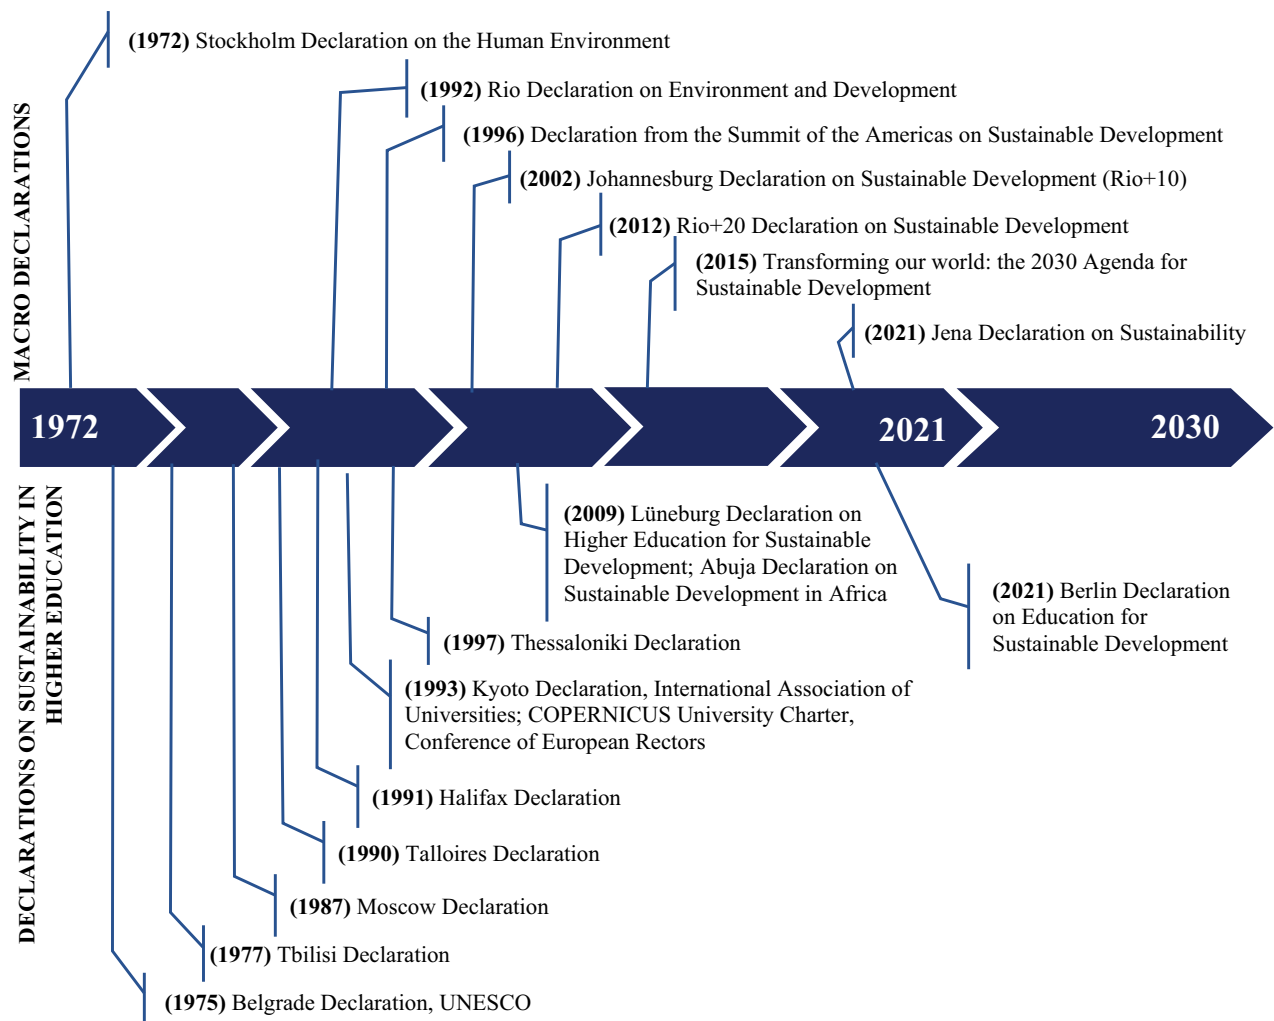 (1972) Stockholm Declaration on the Human Environment
(1992) Rio Declaration on Environment and Development
(1996) Declaration from the Summit of the Americas on Sustainable Development
(2002) Johannesburg Declaration on Sustainable Development (Rio+10)
(2012) Rio+20 Declaration on Sustainable Development
(2015) Transforming our world: the 2030 Agenda for
Sustainable Development
(2021) Jena Declaration on Sustainability
MACRO DECLARATIONS
1972
2021
2030
DECLARATIONS ON SUSTAINABILITY IN
HIGHER EDUCATION
(2009) Lüneburg Declaration on
Higher Education for Sustainable
Development; Abuja Declaration on
Sustainable Development in Africa
(2021) Berlin Declaration
on Education for
Sustainable Development
(1997) Thessaloniki Declaration
(1993) Kyoto Declaration, International Association of
Universities; COPERNICUS University Charter,
Conference of European Rectors
(1991) Halifax Declaration
(1990) Talloires Declaration
(1987) Moscow Declaration
(1977) Tbilisi Declaration
(1975) Belgrade Declaration, UNESCO